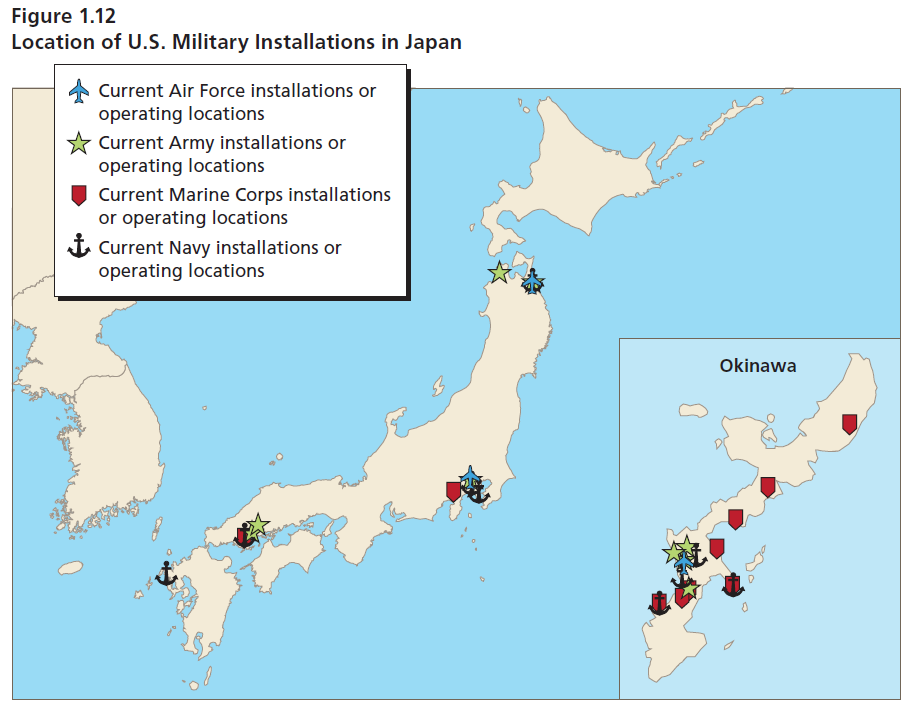 Figure 1.12
Location of U.S. Military Installations in Japan
Current Air Force installations or
operating locations
Current Army installations or
operating locations
Current Marine Corps installations
or operating locations
Current Navy installations or
operating locations
Okinawa